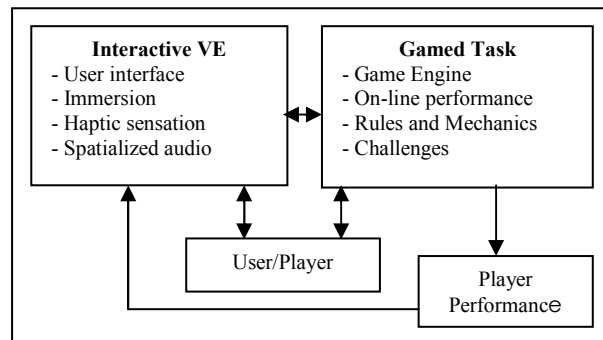 Interactive VE
- User interface
- Immersion
- Haptic sensation
- Spatialized audio
Gamed Task
- Game Engine
- On-line performance
- Rules and Mechanics
- Challenges
User/Player
Player
Performance